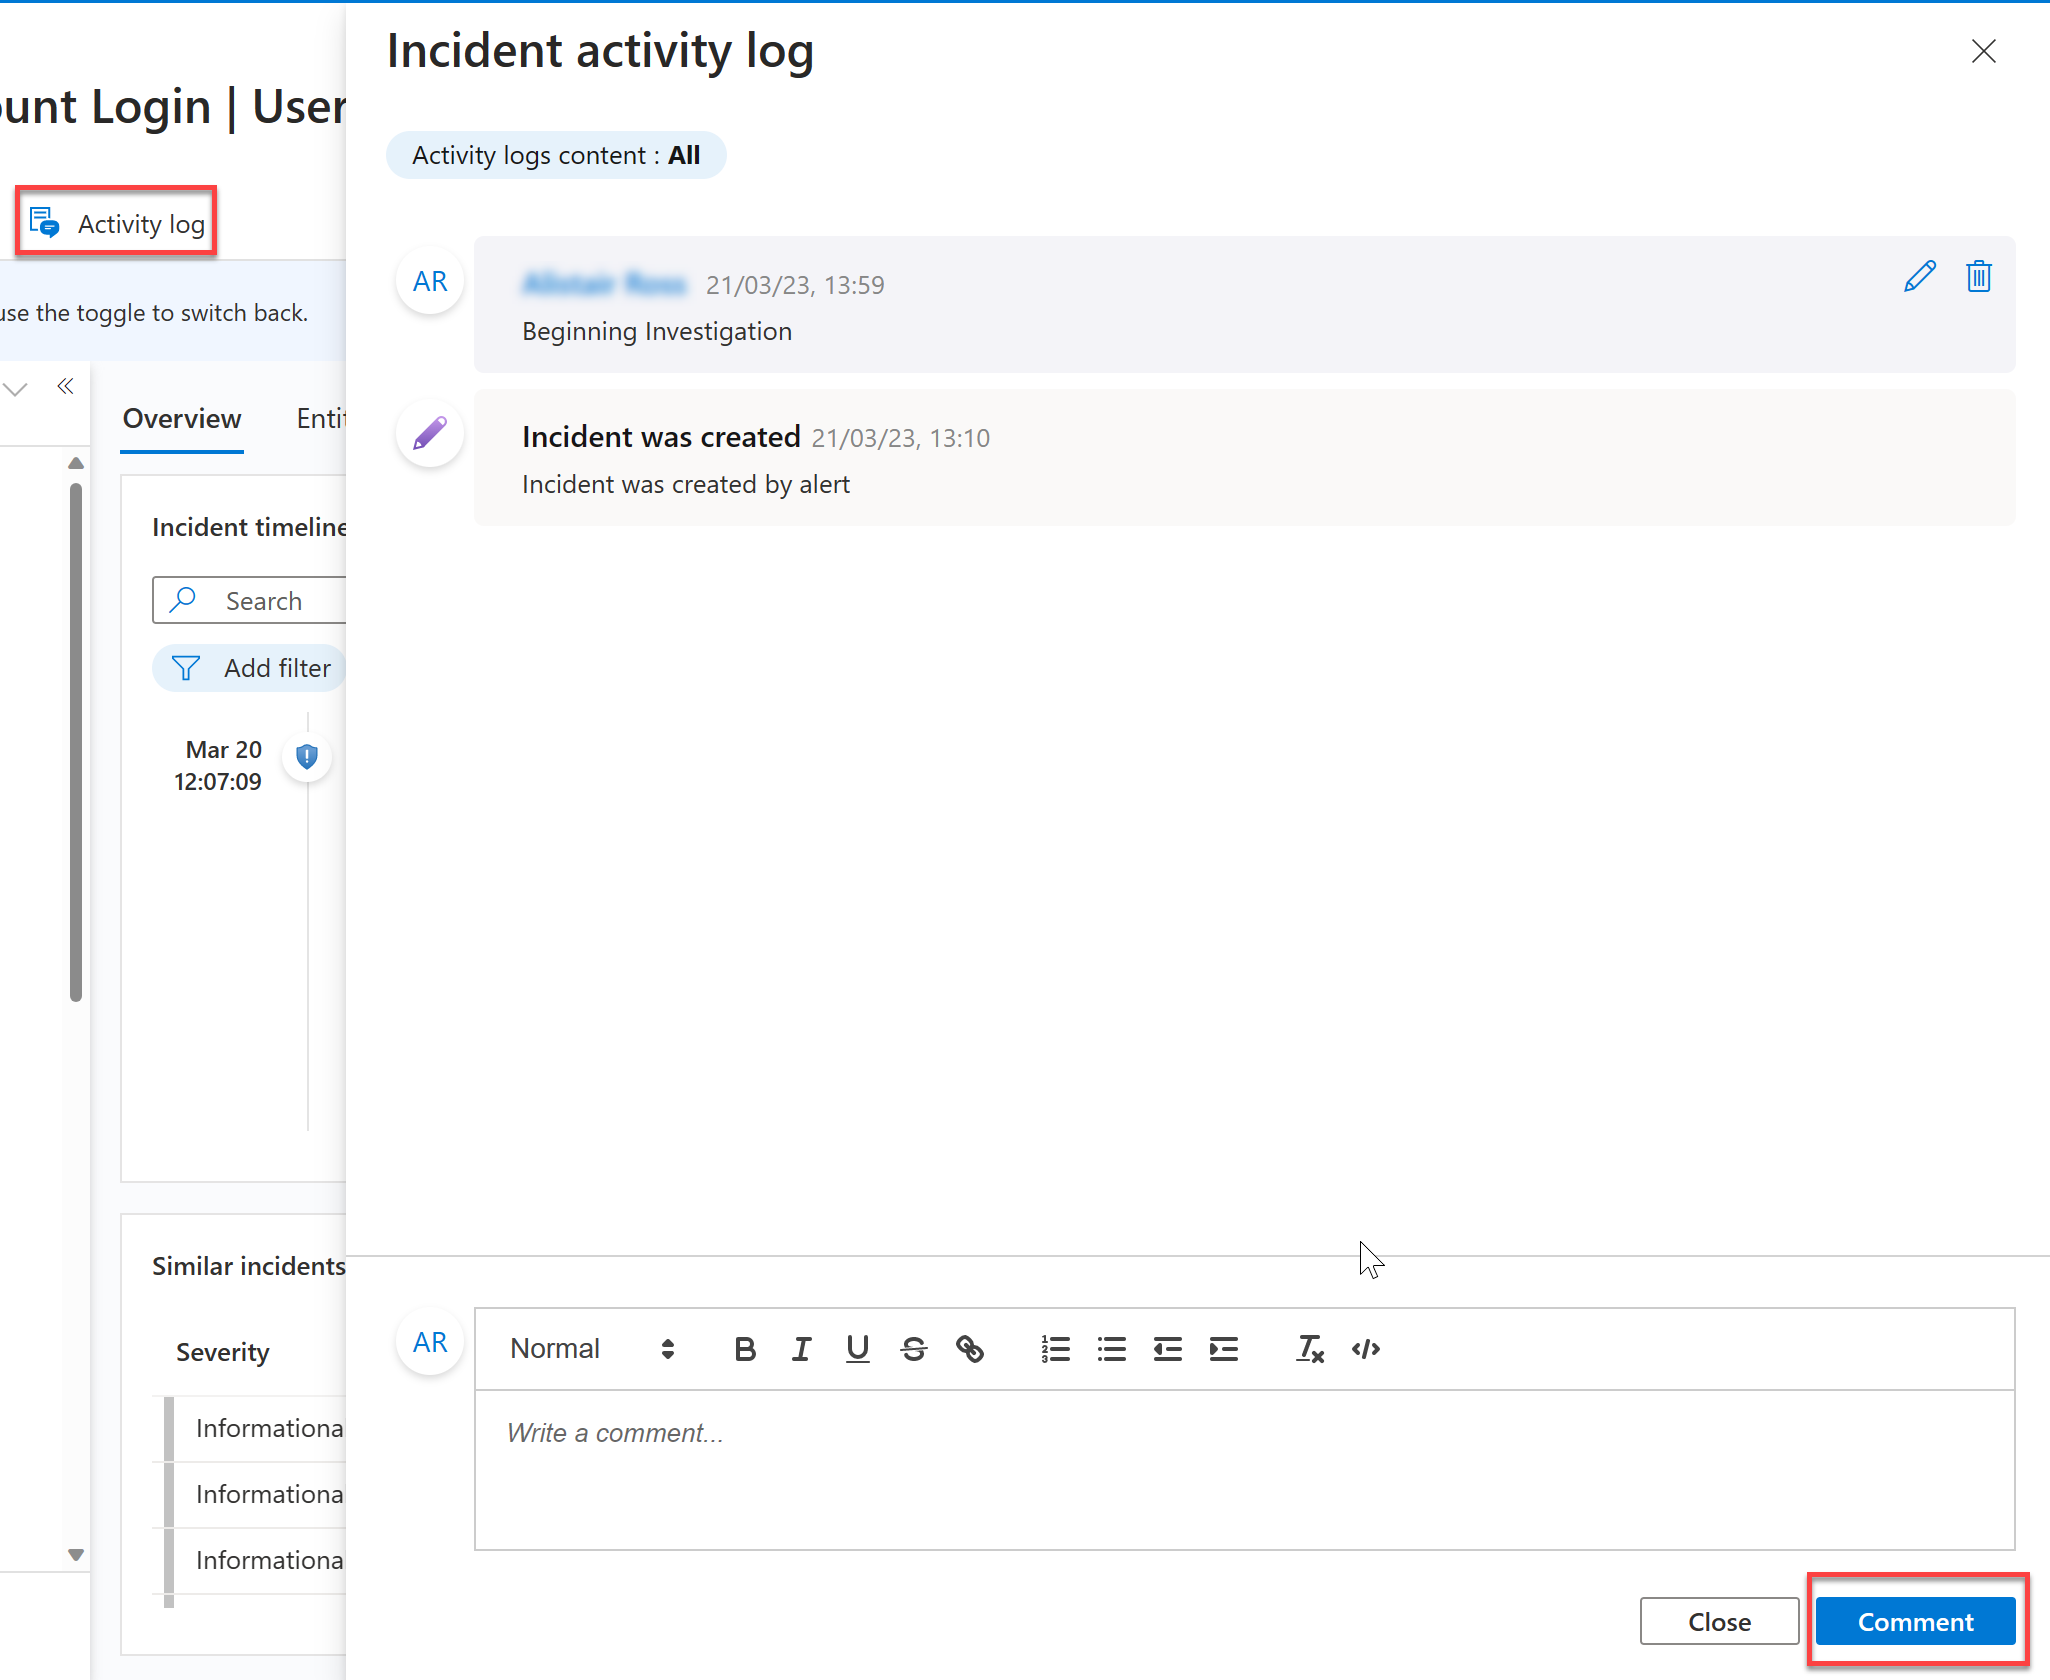 Incident activity log
ount Login | User
Activity logs content : All
Activity log
AR
21/03/23, 13:59
Beginning Investigation
use the toggle to switch back.
Overview
Incident was created 21/03/23, 13:10
Incident was created by alert
Incident timeline
Search
Add filter
Mar 20
12:07:09
Similar incidents
Severity
Informationa
Informationa
Informationa
AR
Normal
Write a comment...
Close
Comment